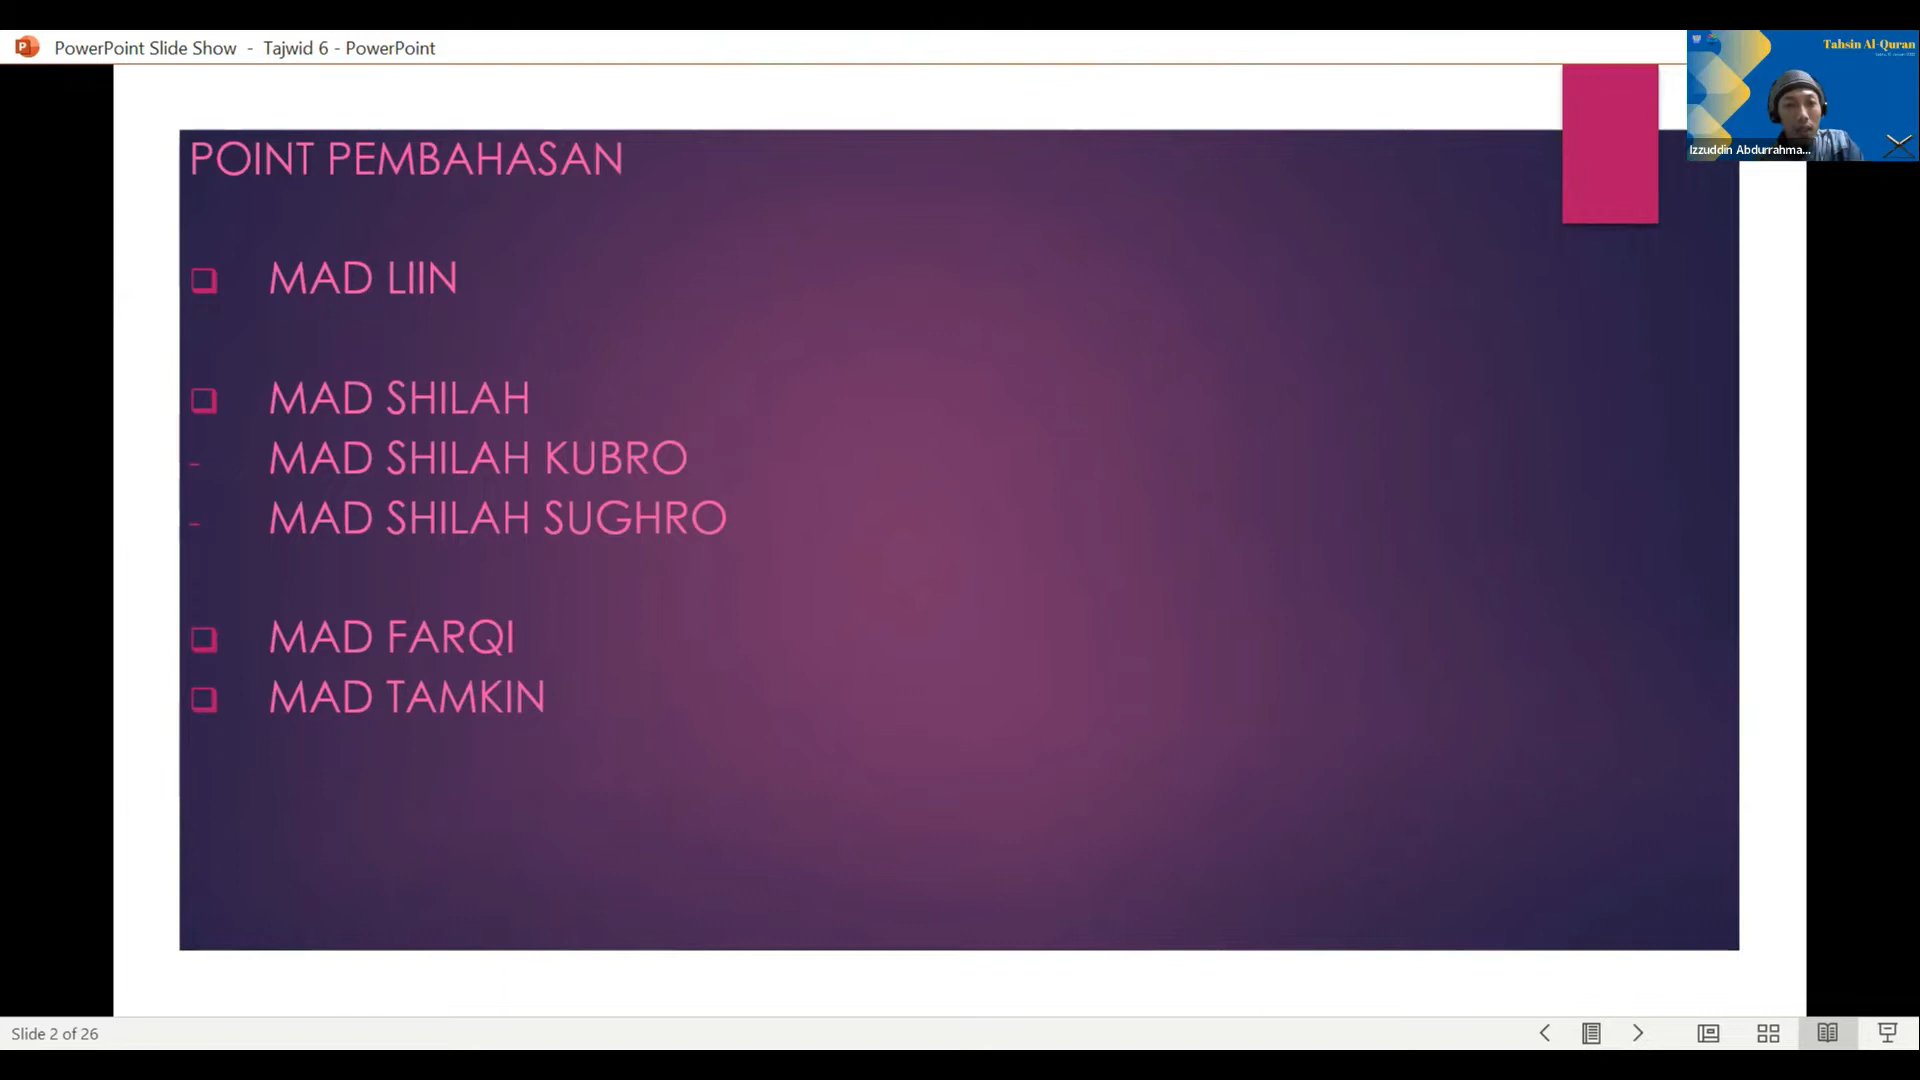 PowerPoint Slide Show - Tajwid 6 - PowerPoint
Tahsin Al-Quran
Izzuddin Abdurrahma...
POINT PEMBAHASAN
❑ MAD LIIN
❑ MAD SHILAH
- MAD SHILAH KUBRO
- MAD SHILAH SUGHRO
❑ MAD FARQI
❑ MAD TAMKIN
Slide 2 of 26